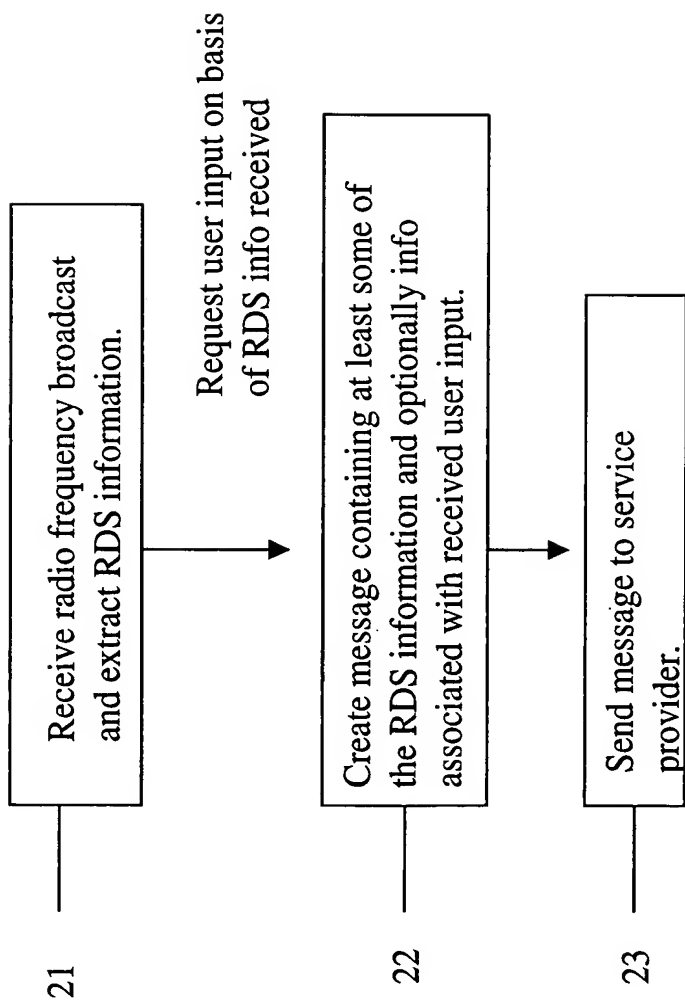 21
Receive radio frequency broadcast
and extract RDS information.
Request user input on basis
of RDS info received
22
Create message containing at least some of
the RDS information and optionally info
associated with received user input.
23
Send message to service
provider.